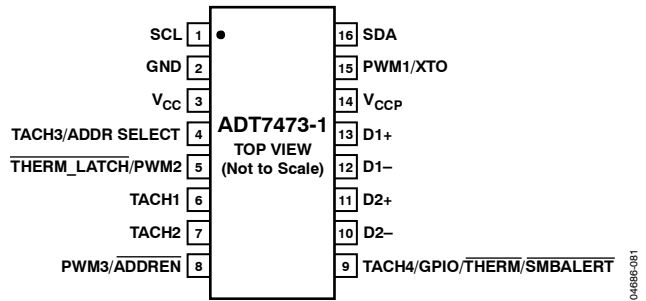 SCL 1
GND 2
VCC 3
TACH3/ADDR SELECT 4
THERM_LATCH/PWM2 5
TACH1 6
TACH2 7
PWM3/ADDREN 8
ADT7473-1
TOP VIEW
(Not to Scale)
16 SDA
15 PWM1/XTO
14 VCCP
13 D1+
12 D1–
11 D2+
10 D2–
9 TACH4/GPIO/THERM/SMBALERT
04686-081